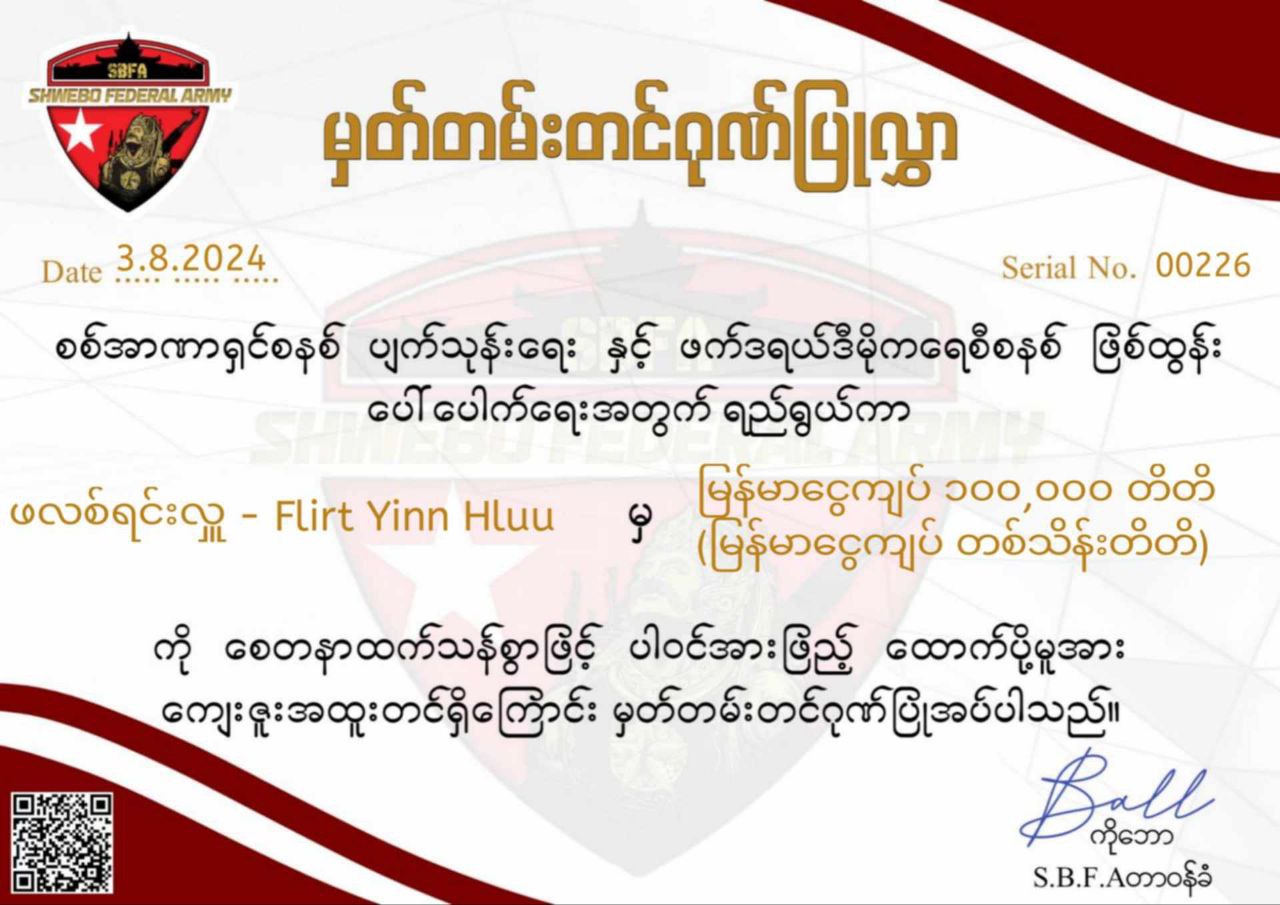 SBFA
SHWEBO FEDERAL ARMY
မှတ်တမ်းတင်ဂုဏ်ပြုလွှာ
Date 3.8.2024
Serial No. 00226
စစ်အာဏာရှင်စနစ် ပျက်သုန်းရေး နှင့် ဖက်ဒရယ်ဒီမိုကရေစီစနစ် ဖြစ်ထွန်း
ပေါ်ပေါက်ရေးအတွက် ရည်ရွယ်ကာ
ဖလစ်ရင်းလှူ - Flirt Yinn Hluu မှ မြန်မာငွေကျပ် ၁၀၀,၀၀၀ တိတိ
(မြန်မာငွေကျပ် တစ်သိန်းတိတိ)
ကို စေတနာထက်သန်စွာဖြင့် ပါဝင်အားဖြည့် ထောက်ပို့မှုအား
ကျေးဇူးအထူးတင်ရှိကြောင်း မှတ်တမ်းတင်ဂုဏ်ပြုအပ်ပါသည်။
Ball
ကိုဘော
S.B.F.Aတာဝန်ခံ
SBFA
SHWEBO FEDERAL ARMY